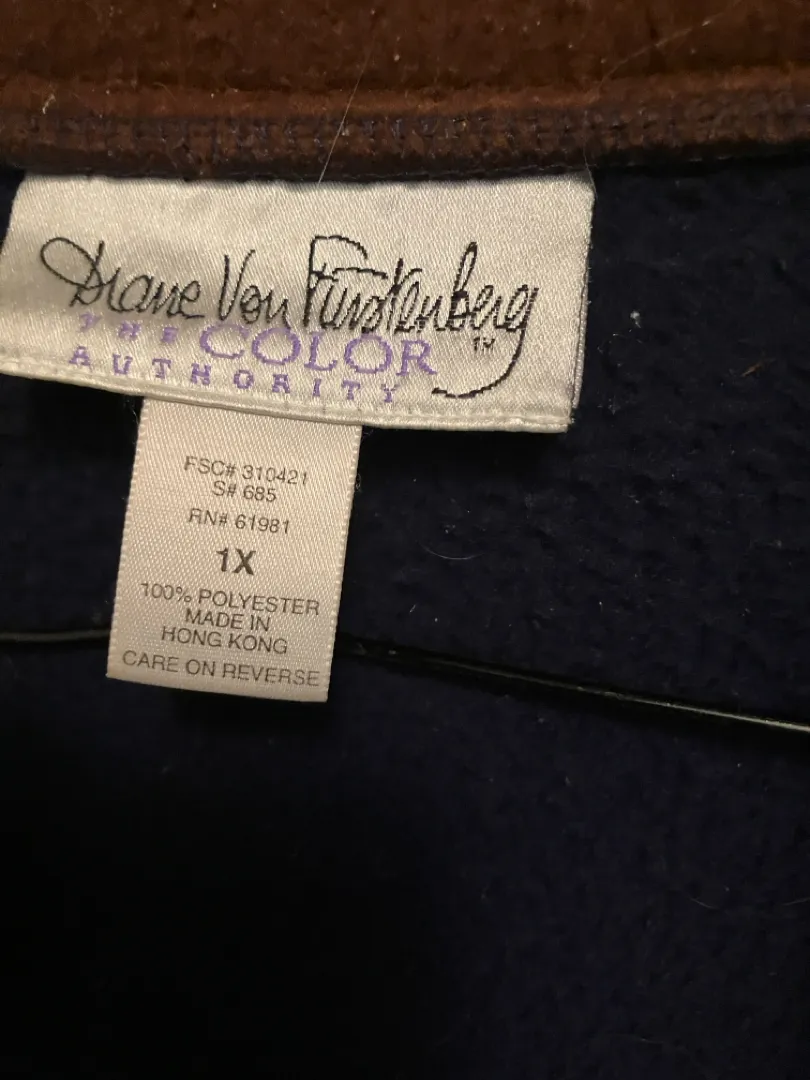 Diane Von Furstenberg
THE COLOR
TM
AUTHORITY
FSC# 310421
S# 685
RN# 61981
1X
100% POLYESTER
MADE IN
HONG KONG
CARE ON REVERSE